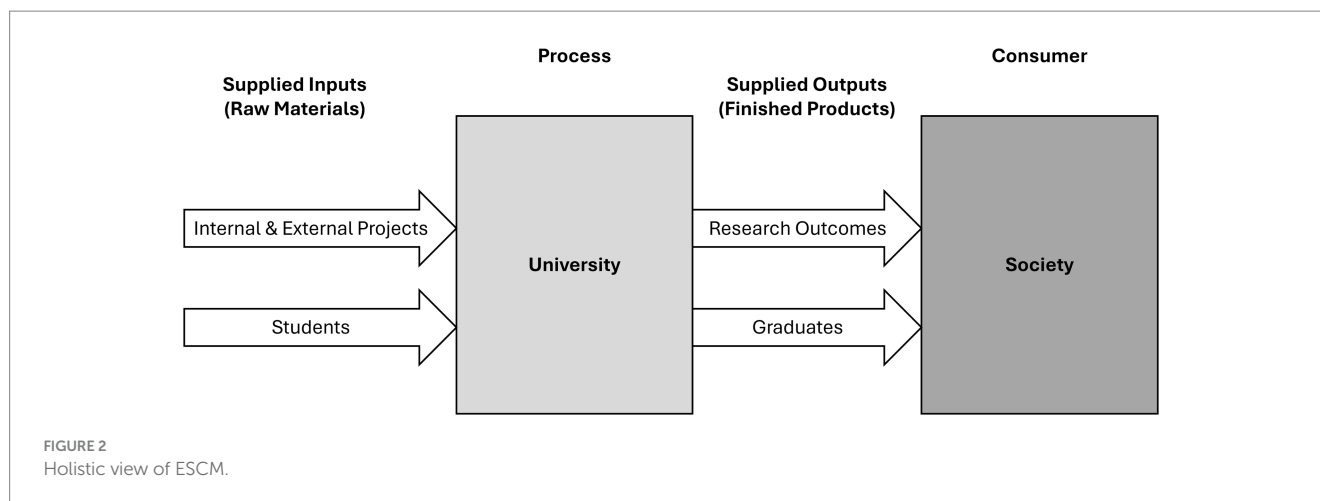 Process
Consumer
Supplied Inputs
(Raw Materials)
Supplied Outputs
(Finished Products)
Internal & External Projects
Research Outcomes
University
Society
Students
Graduates
FIGURE 2
Holistic view of ESCM.